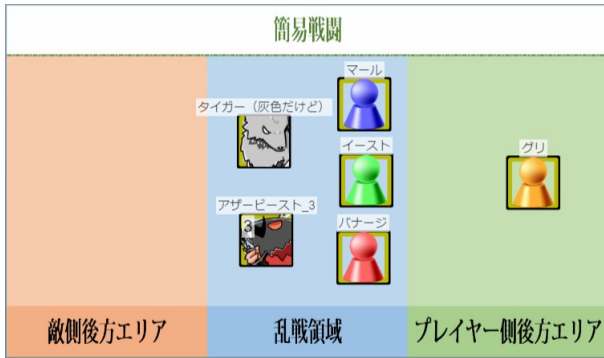 簡易戦闘
マール
タイガー（灰色だけど）
イースト
グリ
アザービースト_3
3
バナージ
敵側後方エリア
乱戦領域
プレイヤー側後方エリア